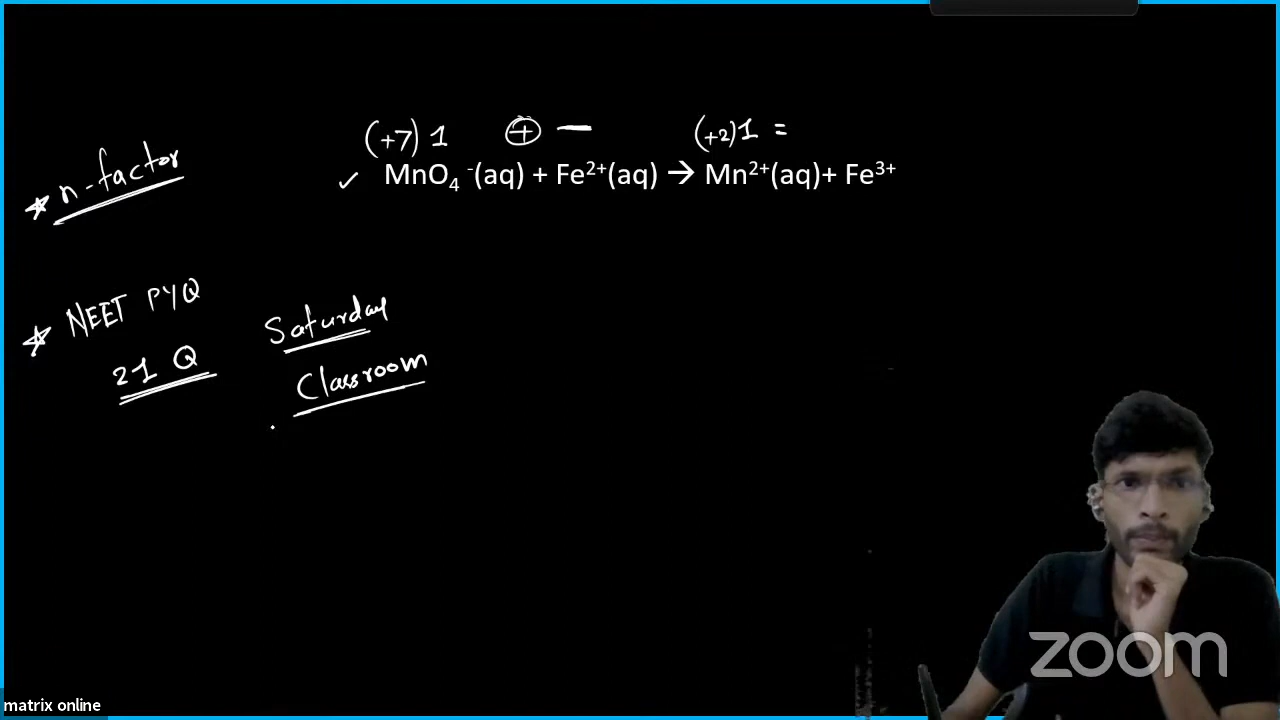 (+7) 1 ⊕ — (+2) 1 =
MnO₄⁻(aq) + Fe²⁺(aq) → Mn²⁺(aq)+ Fe³⁺
* n-factor
* NEET PYQ
21 Q
Saturday
Classroom
zoom
matrix online